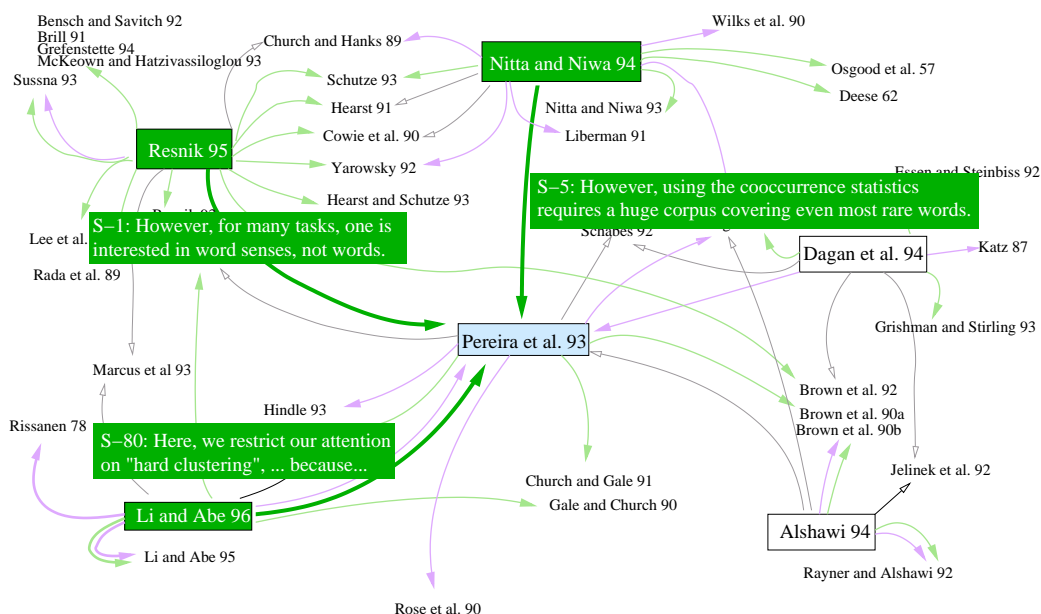 Bensch and Savitch 92
Brill 91
Grefenstette 94
McKeown and Hatzivassiloglou 93
Sussna 93
Church and Hanks 89
Wilks et al. 90
Nitta and Niwa 94
Schutze 93
Osgood et al. 57
Deese 62
Hearst 91
Nitta and Niwa 93
Liberman 91
Cowie et al. 90
Resnik 95
Yarowsky 92
Essen and Steinbiss 92
Hearst and Schutze 93
S−5: However, using the cooccurrence statistics
requires a huge corpus covering even most rare words.
S−1: However, for many tasks, one is
interested in word senses, not words.
Lee et al.
Schabes 92
Katz 87
Dagan et al. 94
Rada et al. 89
Grishman and Stirling 93
Pereira et al. 93
Marcus et al 93
Brown et al. 92
Hindle 93
Brown et al. 90a
Brown et al. 90b
Rissanen 78
S−80: Here, we restrict our attention
on "hard clustering", ... because...
Jelinek et al. 92
Church and Gale 91
Gale and Church 90
Li and Abe 96
Alshawi 94
Li and Abe 95
Rayner and Alshawi 92
Rose et al. 90